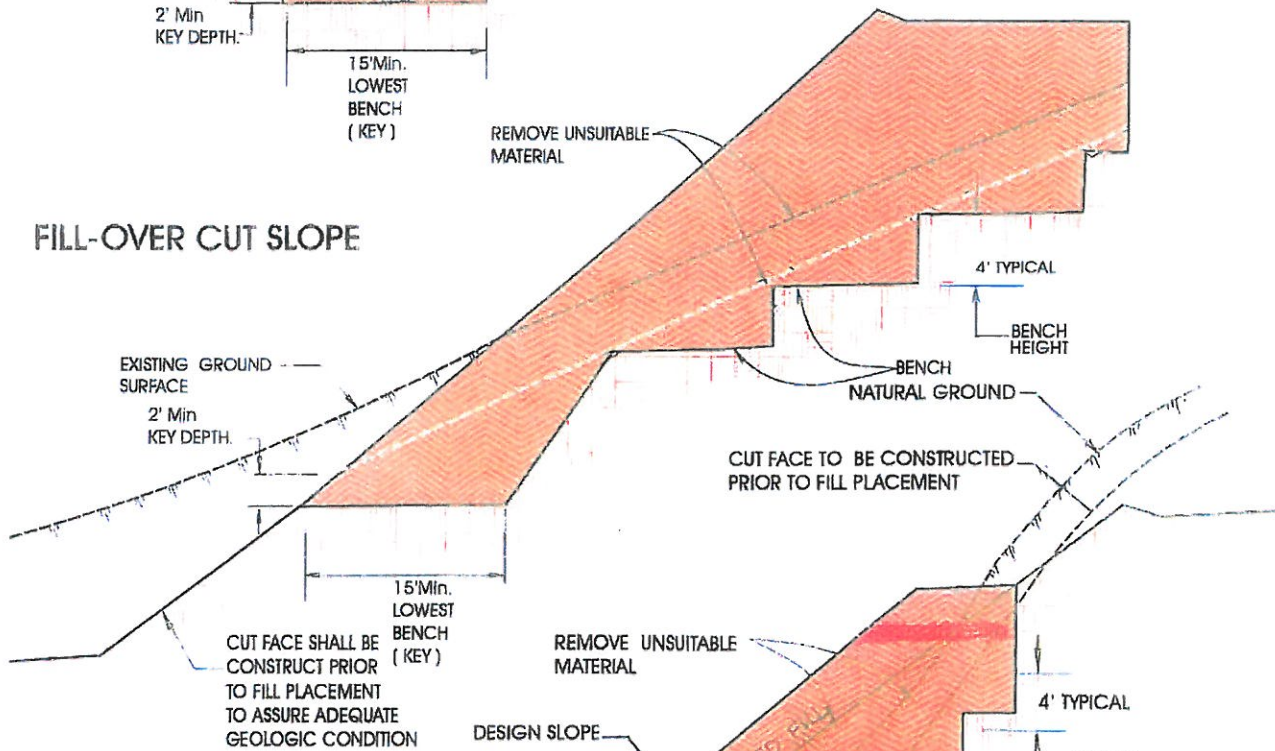 2' Min
KEY DEPTH.
15'Min.
LOWEST
BENCH
( KEY )
REMOVE UNSUITABLE
MATERIAL
FILL-OVER CUT SLOPE
4' TYPICAL
BENCH
HEIGHT
EXISTING GROUND
SURFACE
BENCH
2' Min
KEY DEPTH.
NATURAL GROUND
CUT FACE TO BE CONSTRUCTED
PRIOR TO FILL PLACEMENT
15'Min.
LOWEST
BENCH
( KEY )
CUT FACE SHALL BE
CONSTRUCT PRIOR
TO FILL PLACEMENT
TO ASSURE ADEQUATE
GEOLOGIC CONDITION
REMOVE UNSUITABLE
MATERIAL
4' TYPICAL
DESIGN SLOPE